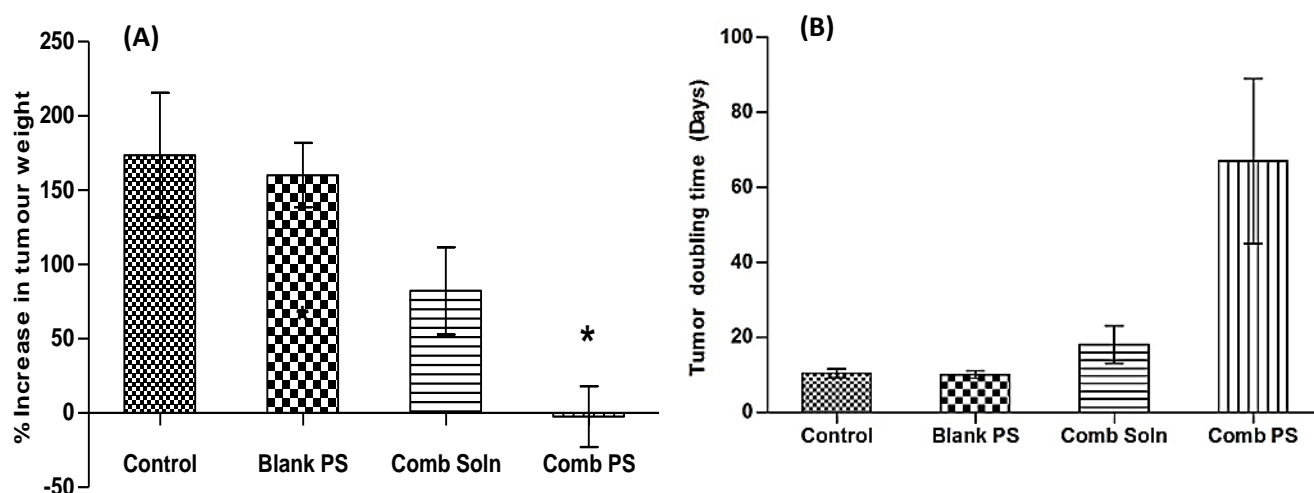 (A)
% Increase in tumour weight
250
200
150
100
50
0
-50
*
*
Control Blank PS Comb Soln Comb PS
(B)
Tumor doubling time (Days)
100
80
60
40
20
0
Control Blank PS Comb Soln Comb PS